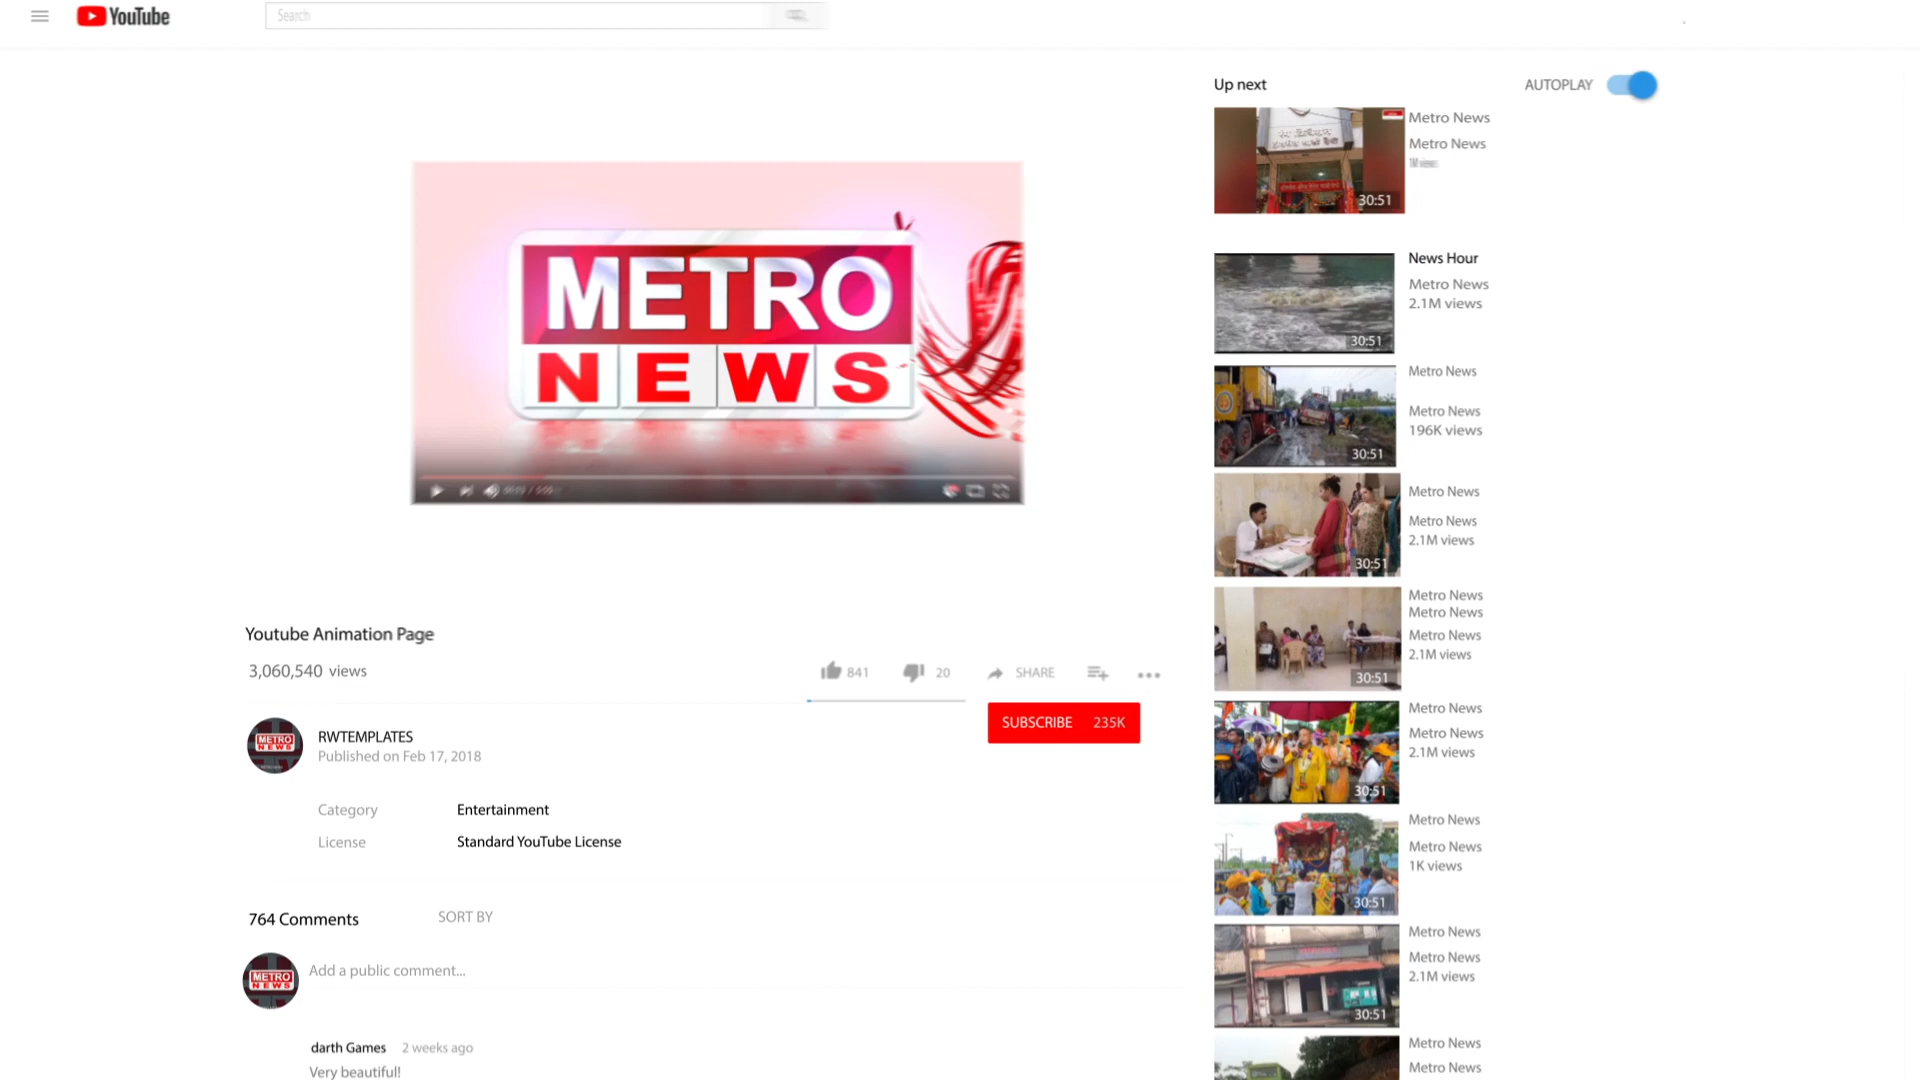 YouTube
Search
METRO
NEWS
Youtube Animation Page
3,060,540 views
841
20
SHARE
SUBSCRIBE 235K
METRO
NEWS
RWTEMPLATES
Published on Feb 17, 2018
Category Entertainment
License Standard YouTube License
764 Comments
SORT BY
METRO
NEWS
Add a public comment...
darth Games 2 weeks ago
Very beautiful!
Up next
AUTOPLAY
30:51
Metro News
Metro News
1M views
30:51
News Hour
Metro News
2.1M views
30:51
Metro News
Metro News
196K views
30:51
Metro News
Metro News
2.1M views
30:51
Metro News
Metro News
Metro News
2.1M views
30:51
Metro News
Metro News
2.1M views
30:51
Metro News
Metro News
1K views
30:51
Metro News
Metro News
2.1M views
Metro News
Metro News